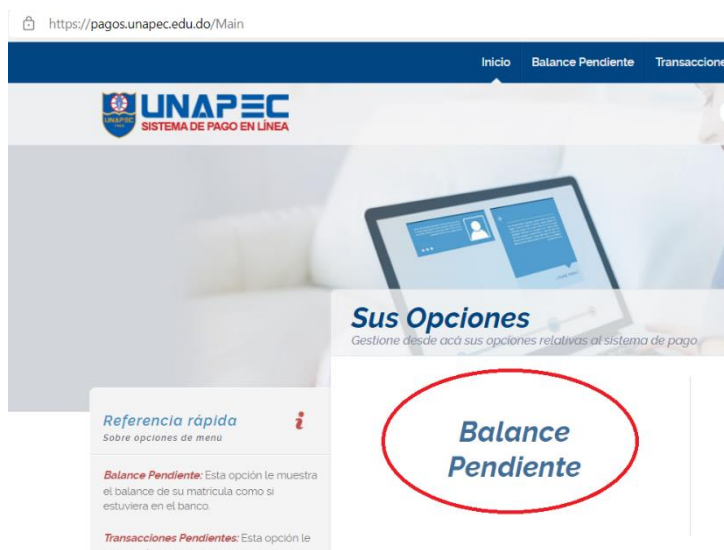 https://pagos.unapec.edu.do/Main
Inicio Balance Pendiente Transaccione
UNAPEC
UNAPEC
SISTEMA DE PAGO EN LÍNEA
Sus Opciones
Gestione desde acá sus opciones relativas al sistema de pago
Referencia rápida
Sobre opciones de menú
Balance Pendiente: Esta opción le muestra
el balance de su matricula como si
estuviera en el banco.
Transacciones Pendientes: Esta opción le
Balance
Pendiente